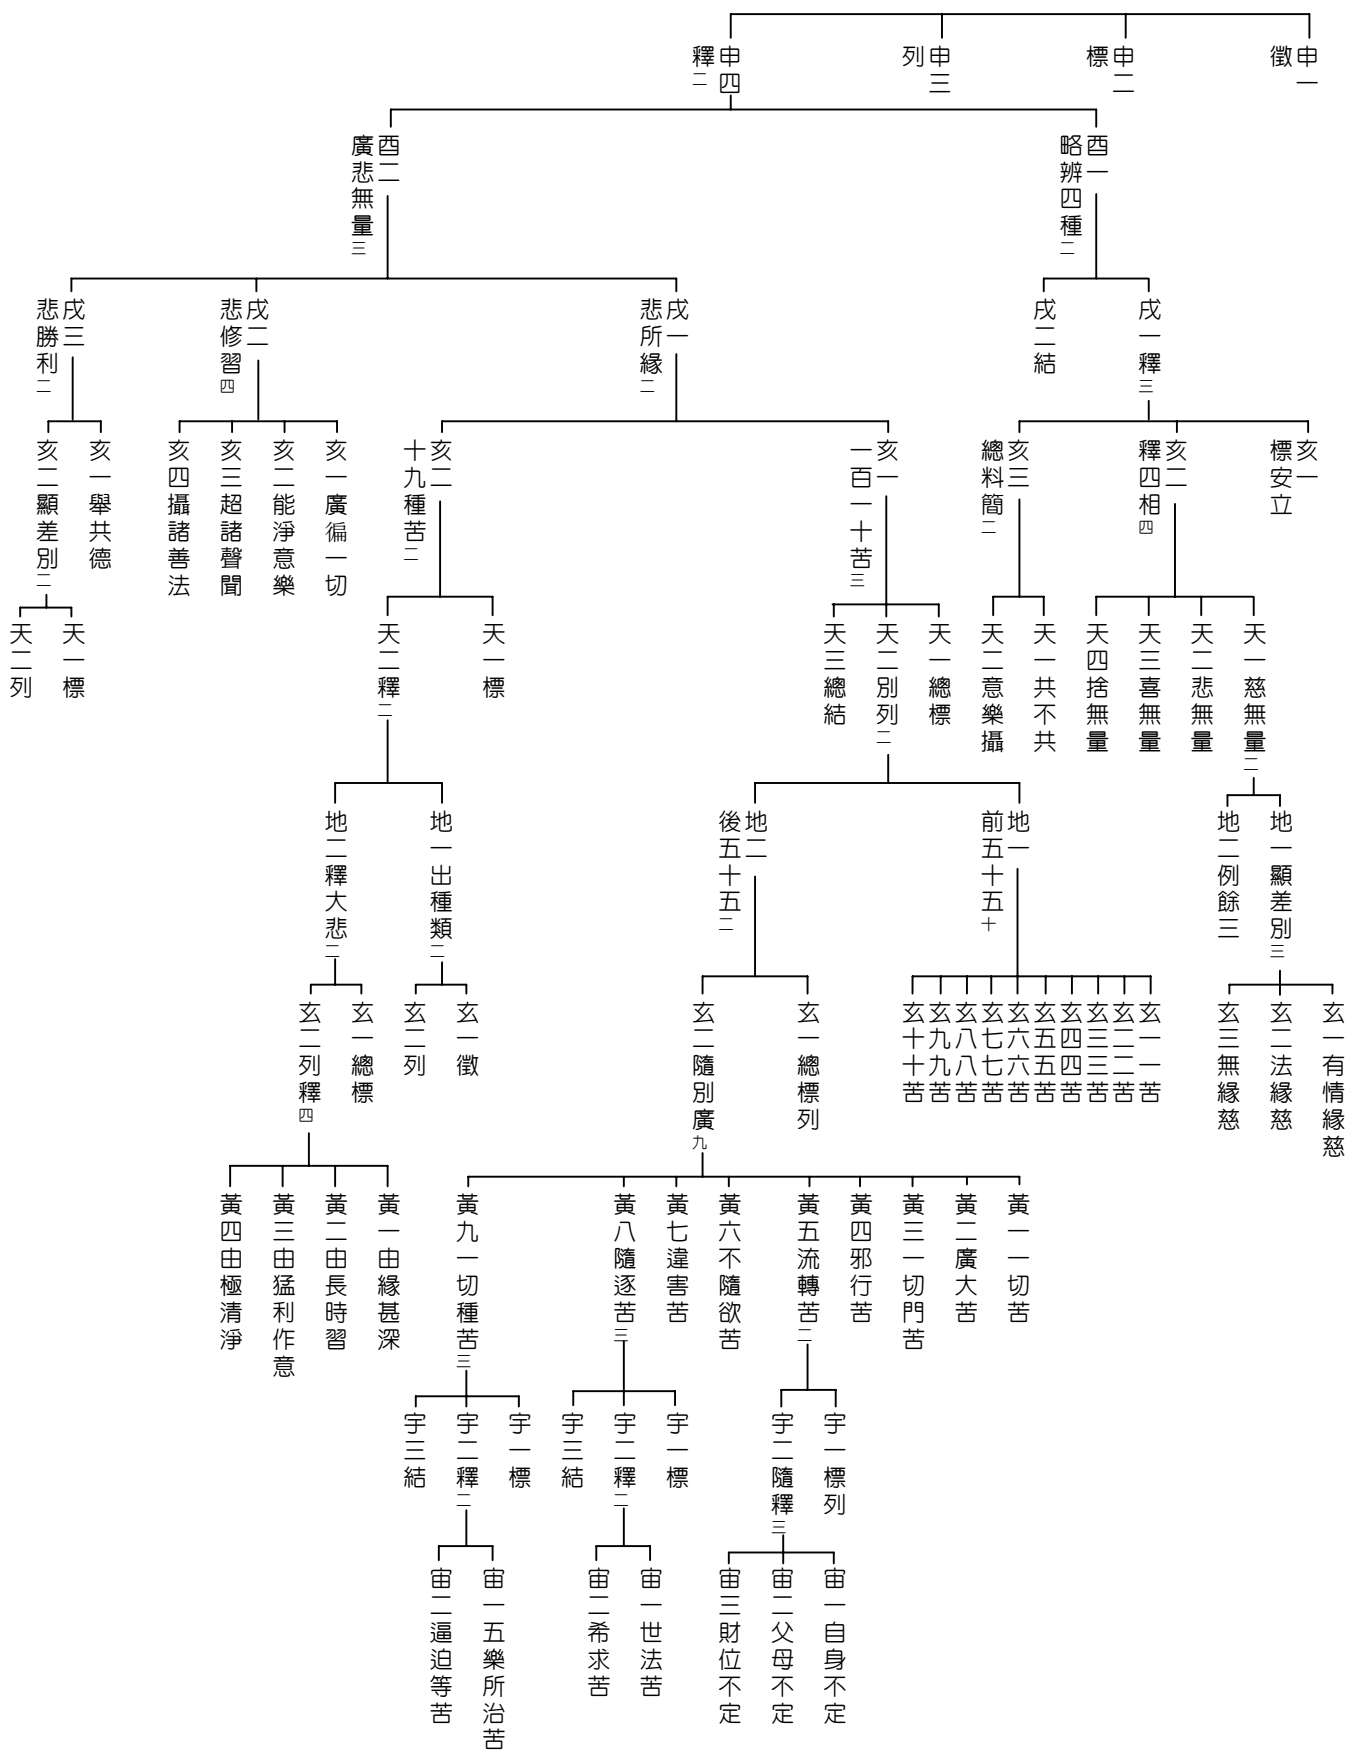 申一
徵
申二
標
申三
列
申四
釋二
酉一
略辨四種二
酉二
廣悲無量三
戌一釋三
戌二結
戌一
悲所緣二
戌二
悲修習四
戌三
悲勝利二
亥一
標安立
亥二
釋四相四
亥三
總料簡二
亥一
一百一十苦三
亥二
十九種苦二
亥一廣徧一切
亥二能淨意樂
亥三超諸聲聞
亥四攝諸善法
亥一舉共德
亥二顯差別二
天一慈無量二
天二悲無量
天三喜無量
天四捨無量
天一共不共
天二意樂攝
天一總標
天二別列二
天三總結
天一標
天二釋二
天一標
天二列
地一顯差別三
地二例餘三
地一
前五十五十
地二
後五十五二
地一出種類二
地二釋大悲二
玄一有情緣慈
玄二法緣慈
玄三無緣慈
玄一一苦
玄二二苦
玄三三苦
玄四四苦
玄五五苦
玄六六苦
玄七七苦
玄八八苦
玄九九苦
玄十十苦
玄一總標列
玄二隨別廣九
玄一徵
玄二列
玄一總標
玄二列釋四
黃一一切苦
黃二廣大苦
黃三一切門苦
黃四邪行苦
黃五流轉苦二
黃六不隨欲苦
黃七違害苦
黃八隨逐苦三
黃九一切種苦三
黃一由緣甚深
黃二由長時習
黃三由猛利作意
黃四由極清淨
宇一標列
宇二隨釋三
宇一標
宇二釋二
宇三結
宇一標
宇二釋二
宇三結
宙一自身不定
宙二父母不定
宙三財位不定
宙一世法苦
宙二希求苦
宙一五樂所治苦
宙二逼迫等苦